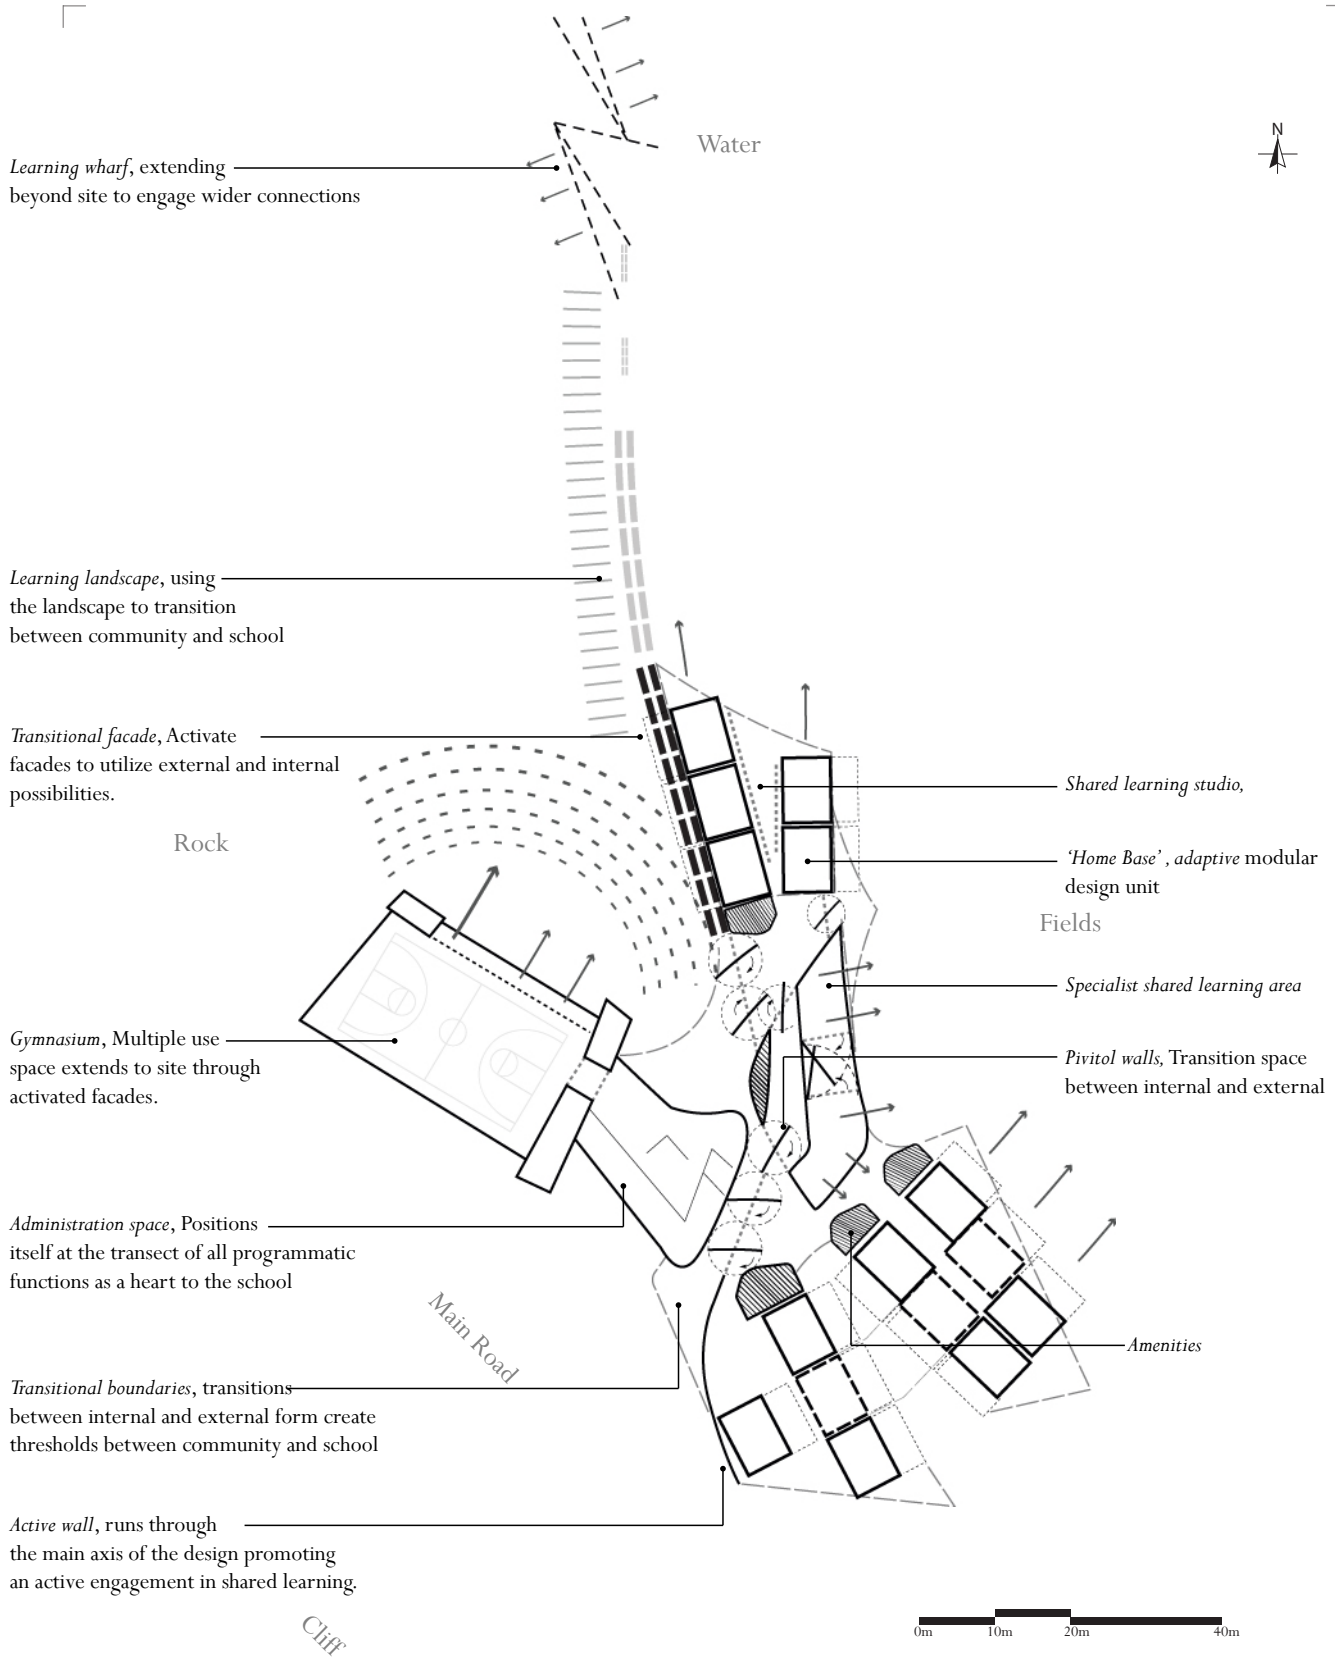 Water
N
Learning wharf, extending
beyond site to engage wider connections
Learning landscape, using
the landscape to transition
between community and school
Transitional facade, Activate
facades to utilize external and internal
possibilities.
Rock
Shared learning studio,
‘Home Base’ , adaptive modular
design unit
Fields
Specialist shared learning area
Gymnasium, Multiple use
space extends to site through
activated facades.
Pivitol walls, Transition space
between internal and external
Administration space, Positions
itself at the transect of all programmatic
functions as a heart to the school
Main Road
Amenities
Transitional boundaries, transitions
between internal and external form create
thresholds between community and school
Active wall, runs through
the main axis of the design promoting
an active engagement in shared learning.
Cliff
0m 10m 20m 40m